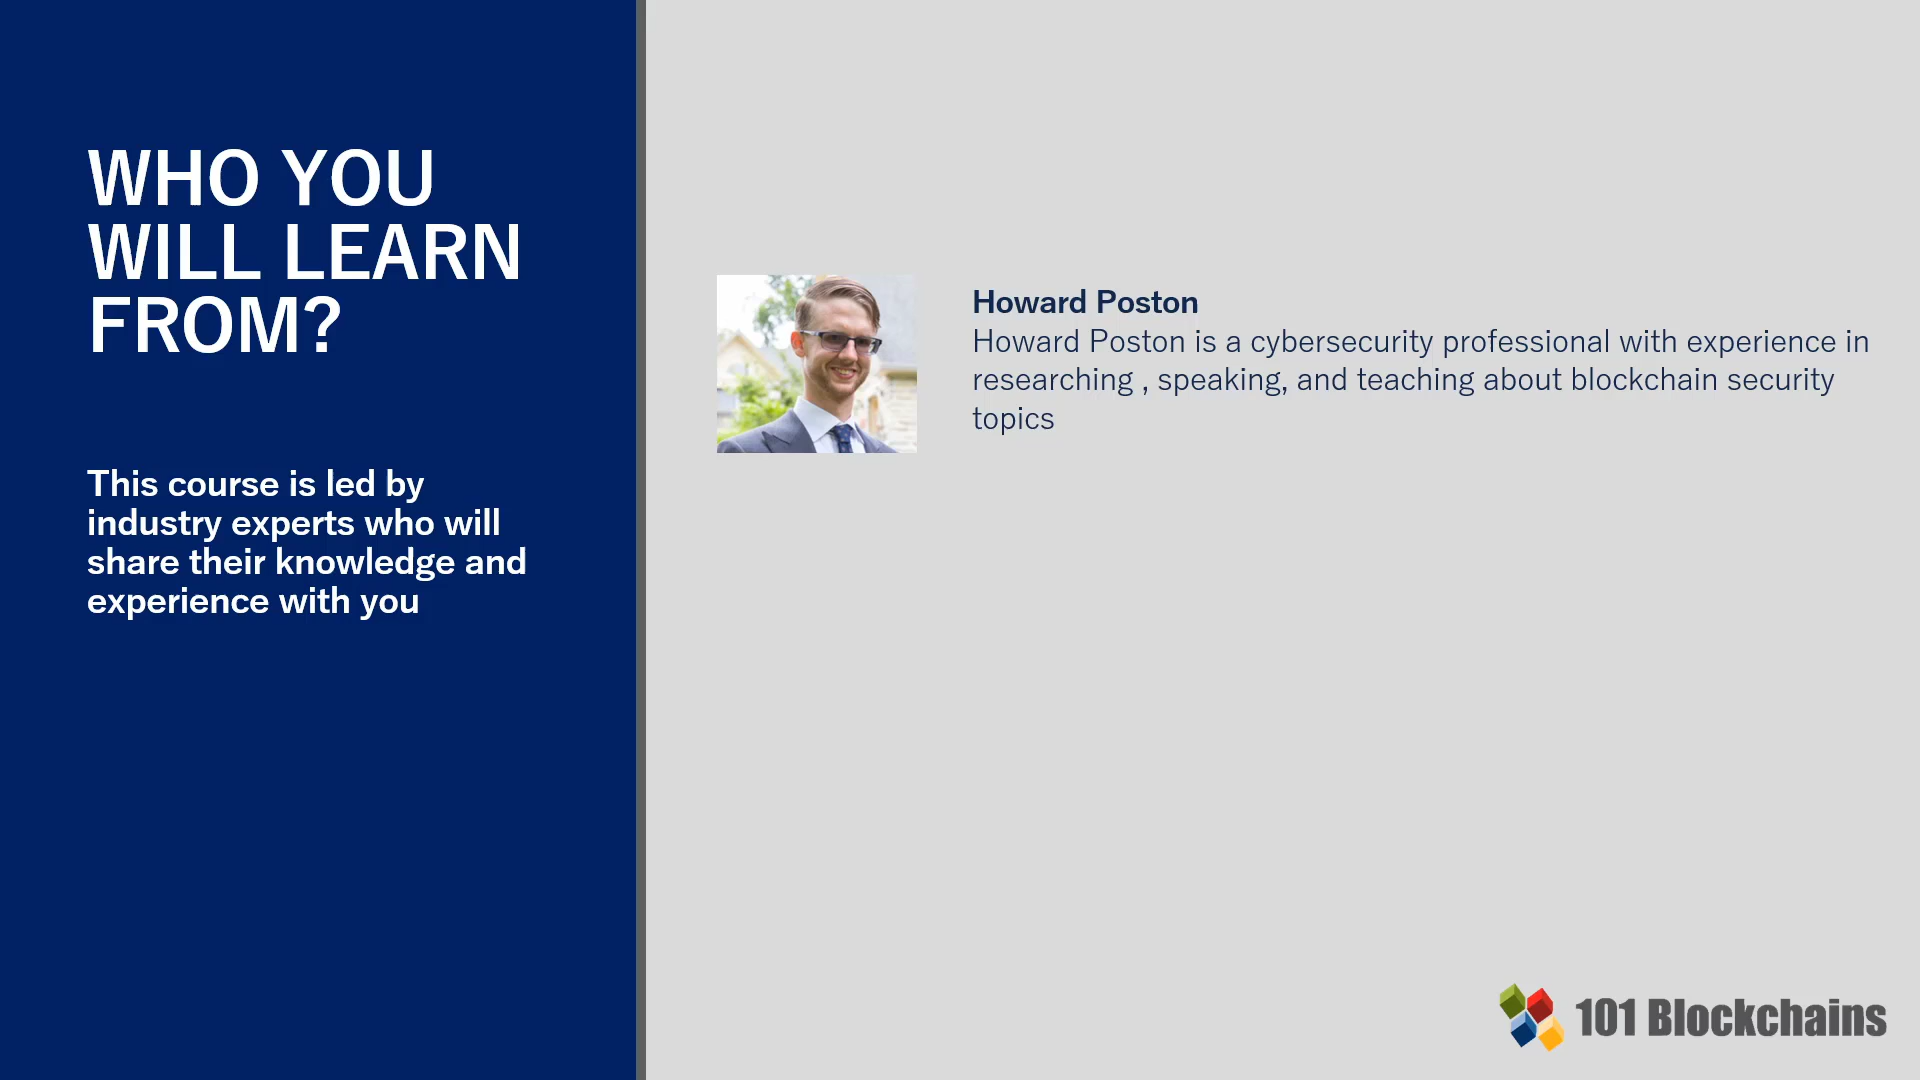 WHO YOU
WILL LEARN
FROM?
This course is led by
industry experts who will
share their knowledge and
experience with you
Howard Poston
Howard Poston is a cybersecurity professional with experience in
researching , speaking, and teaching about blockchain security
topics
101 Blockchains